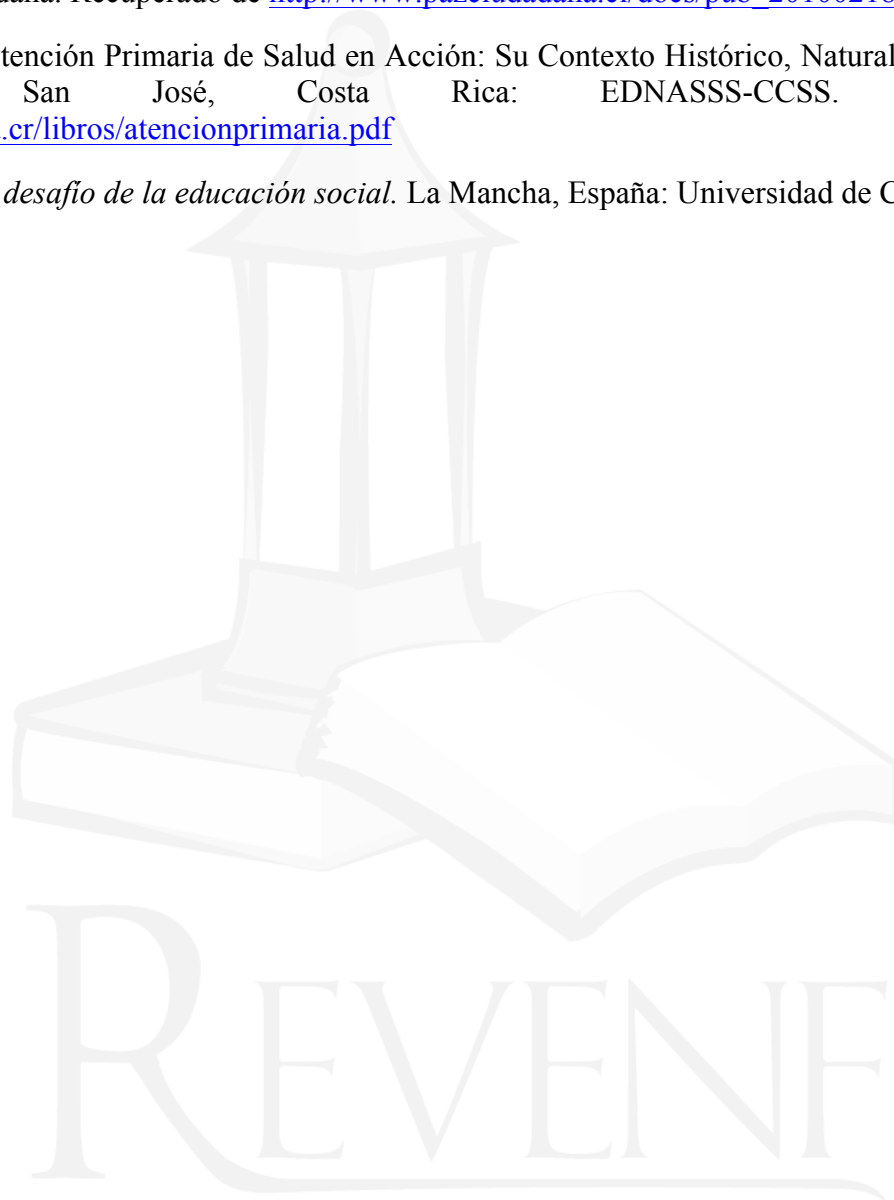 dana. Recuperado de http://www.pazciudadana.cl/docs/pub_20100218
tención Primaria de Salud en Acción: Su Contexto Histórico, Natural
San José, Costa Rica: EDNASSS-CCSS.
.cr/libros/atencionprimaria.pdf
desafío de la educación social. La Mancha, España: Universidad de C
REVENF